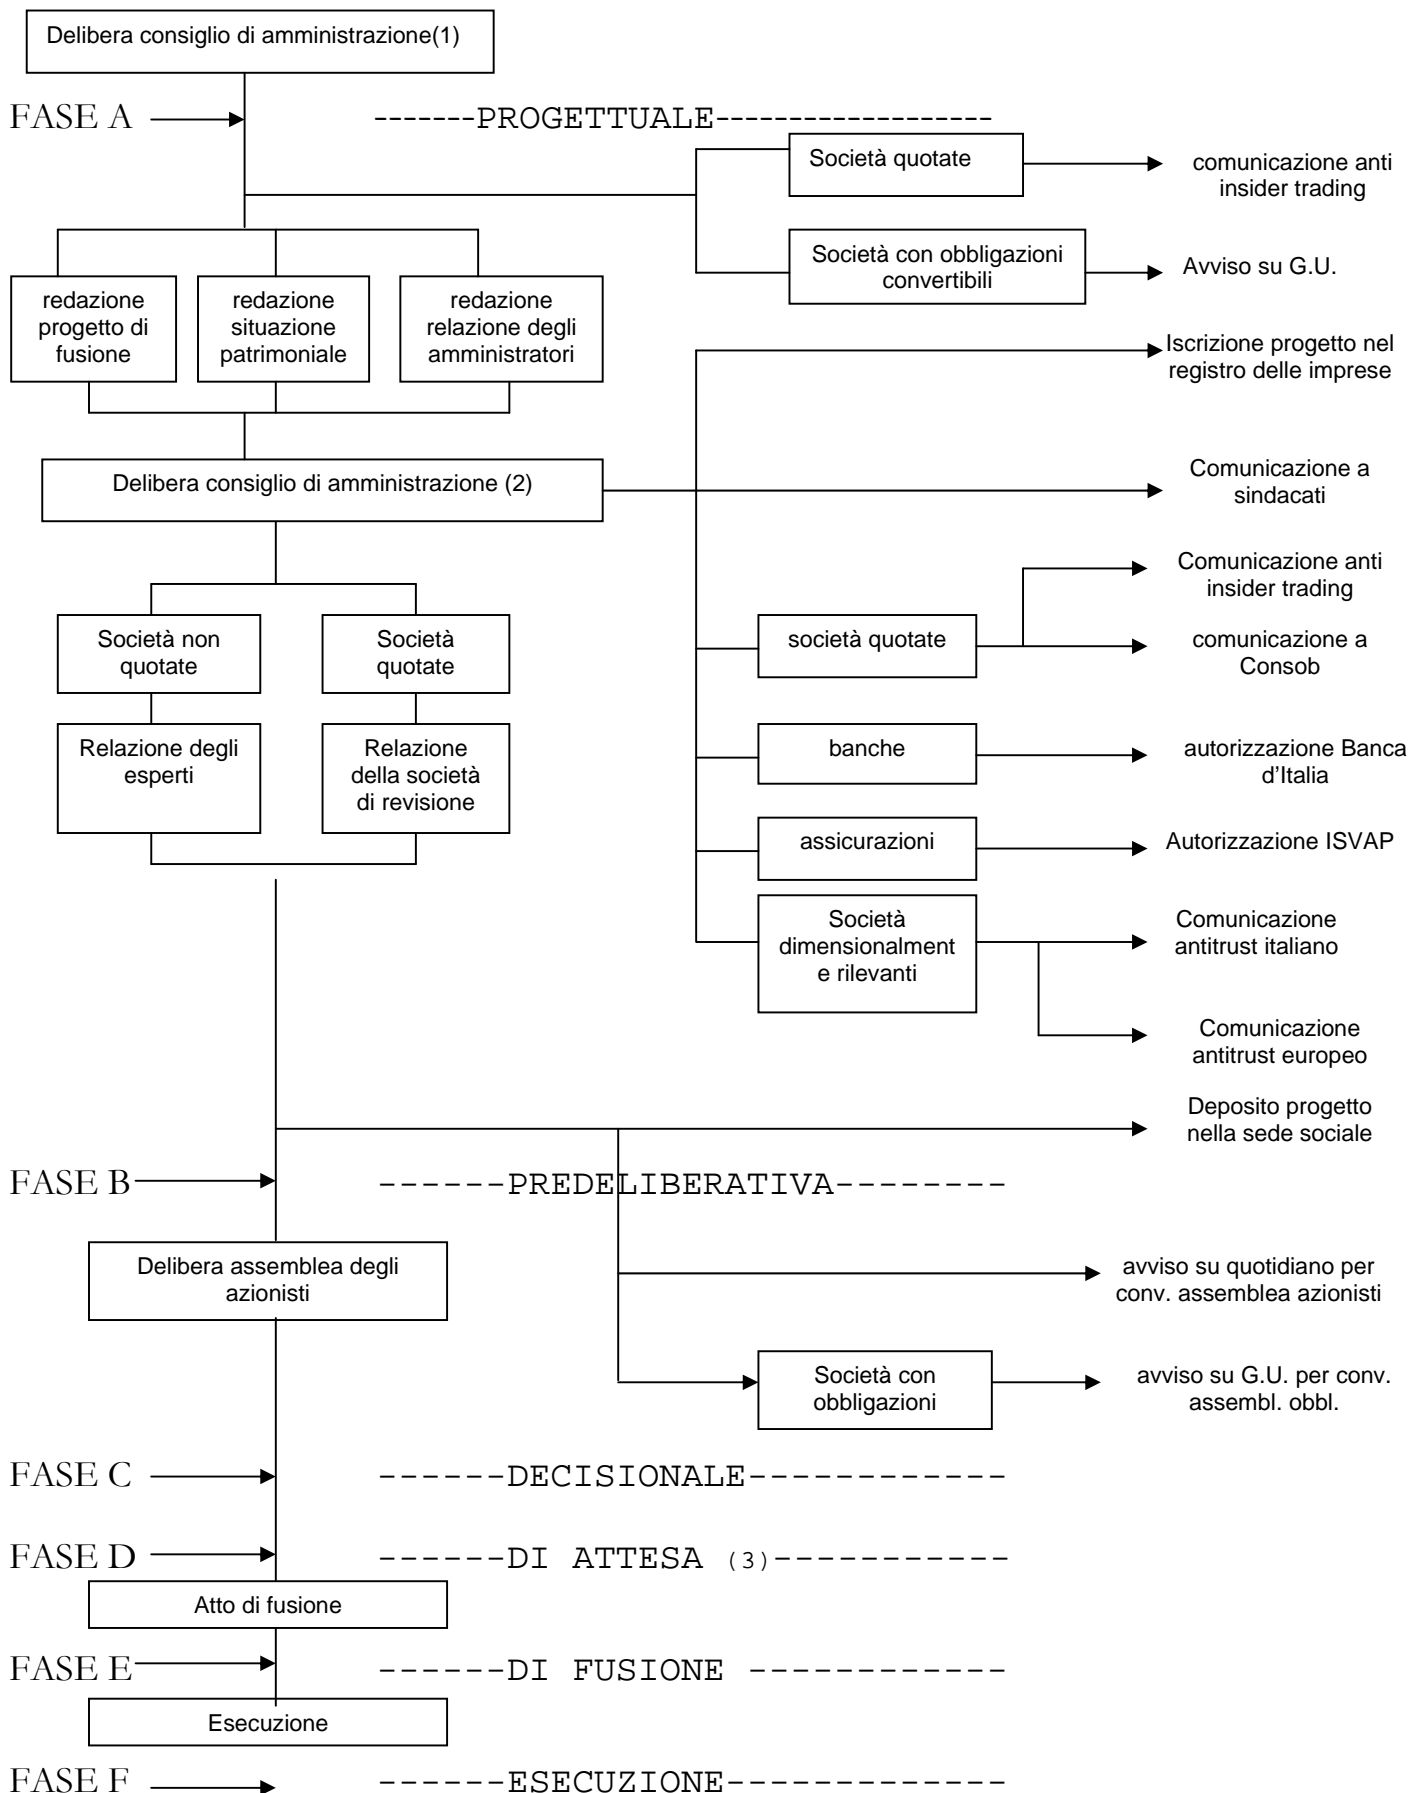 Delibera consiglio di amministrazione(1)
FASE A
-------PROGETTUALE-------------------
Società quotate
comunicazione anti
insider trading
Società con obbligazioni
convertibili
Avviso su G.U.
redazione
progetto di
fusione
redazione
situazione
patrimoniale
redazione
relazione degli
amministratori
Iscrizione progetto nel
registro delle imprese
Delibera consiglio di amministrazione (2)
Comunicazione a
sindacati
Comunicazione anti
insider trading
Società non
quotate
Società
quotate
società quotate
comunicazione a
Consob
Relazione degli
esperti
Relazione
della società
di revisione
banche
autorizzazione Banca
d’Italia
assicurazioni
Autorizzazione ISVAP
Società
dimensionalment
e rilevanti
Comunicazione
antitrust italiano
Comunicazione
antitrust europeo
Deposito progetto
nella sede sociale
FASE B
------PREDELIBERATIVA--------
Delibera assemblea degli
azionisti
avviso su quotidiano per
conv. assemblea azionisti
Società con
obbligazioni
avviso su G.U. per conv.
assembl. obbl.
FASE C
------DECISIONALE------------
FASE D
------DI ATTESA (3)-----------
Atto di fusione
FASE E
------DI FUSIONE ------------
Esecuzione
FASE F
------ESECUZIONE-------------